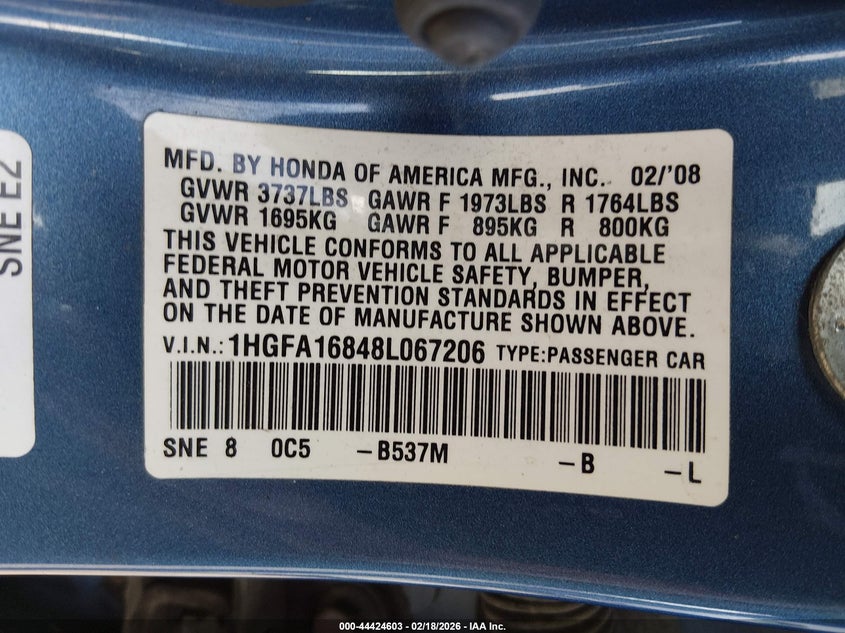 SNE E2
MFD. BY HONDA OF AMERICA MFG., INC. 02/'08
GVWR 3737LBS GAWR F 1973LBS R 1764LBS
GVWR 1695KG GAWR F 895KG R 800KG
THIS VEHICLE CONFORMS TO ALL APPLICABLE
FEDERAL MOTOR VEHICLE SAFETY, BUMPER,
AND THEFT PREVENTION STANDARDS IN EFFECT
ON THE DATE OF MANUFACTURE SHOWN ABOVE.
V.I.N.: 1HGFA16848L067206 TYPE:PASSENGER CAR
SNE 8 0C5 -B537M -B -L
000-44424603 - 02/18/2026 - IAA Inc.